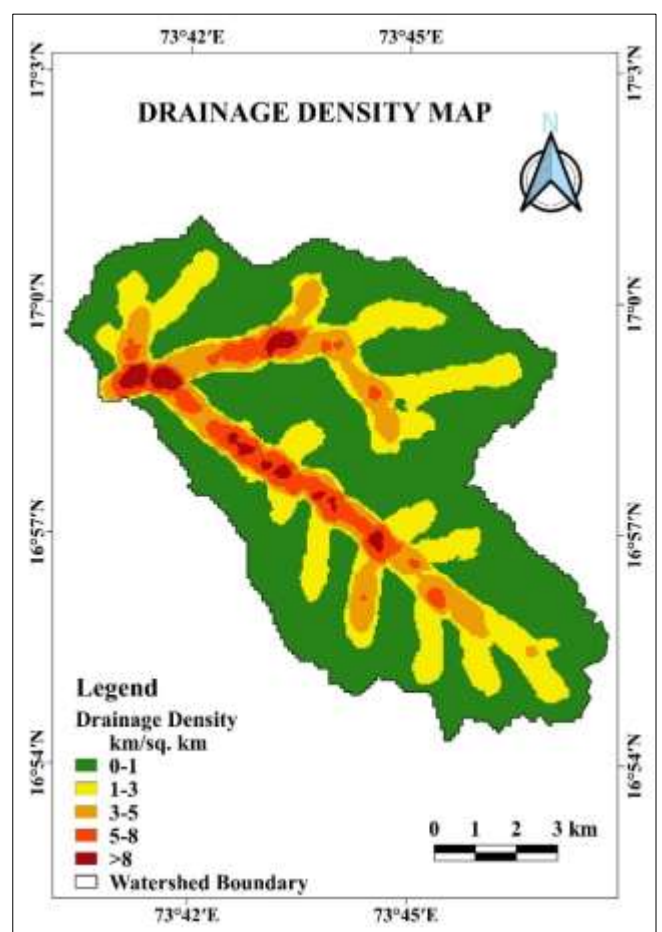 73°42′E 73°45′E
17°3′N 17°3′N
DRAINAGE DENSITY MAP
N
17°0′N 17°0′N
16°57′N 16°57′N
16°54′N 16°54′N
Legend
Drainage Density
km/sq. km
0-1
1-3
3-5
5-8
>8
Watershed Boundary
0 1 2 3 km
73°42′E 73°45′E